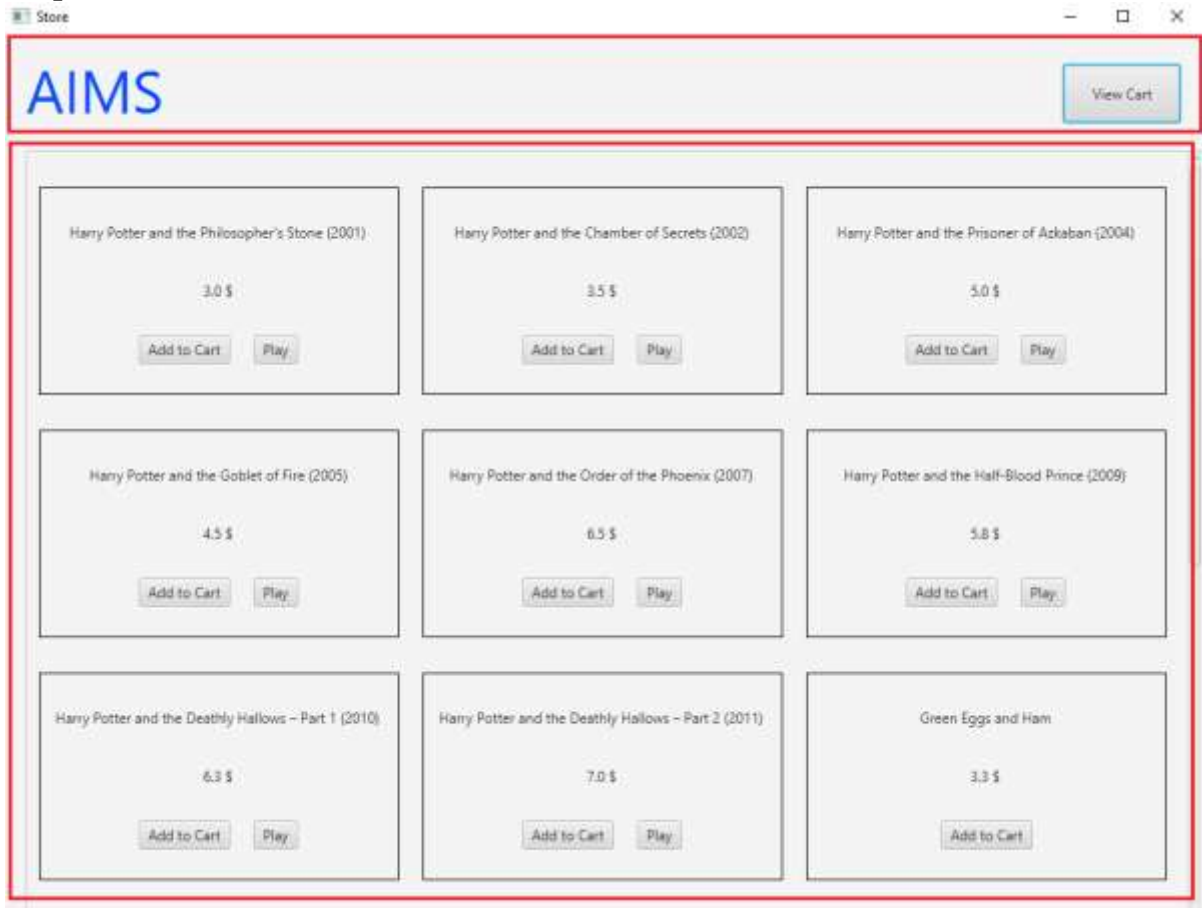 Store
AIMS
View Cart
Harry Potter and the Philosopher's Stone (2001)
3.0 $
Add to Cart
Play
Harry Potter and the Chamber of Secrets (2002)
3.5 $
Add to Cart
Play
Harry Potter and the Prisoner of Azkaban (2004)
5.0 $
Add to Cart
Play
Harry Potter and the Goblet of Fire (2005)
4.5 $
Add to Cart
Play
Harry Potter and the Order of the Phoenix (2007)
6.5 $
Add to Cart
Play
Harry Potter and the Half-Blood Prince (2009)
5.8 $
Add to Cart
Play
Harry Potter and the Deathly Hallows – Part 1 (2010)
6.3 $
Add to Cart
Play
Harry Potter and the Deathly Hallows – Part 2 (2011)
7.0 $
Add to Cart
Play
Green Eggs and Ham
3.3 $
Add to Cart